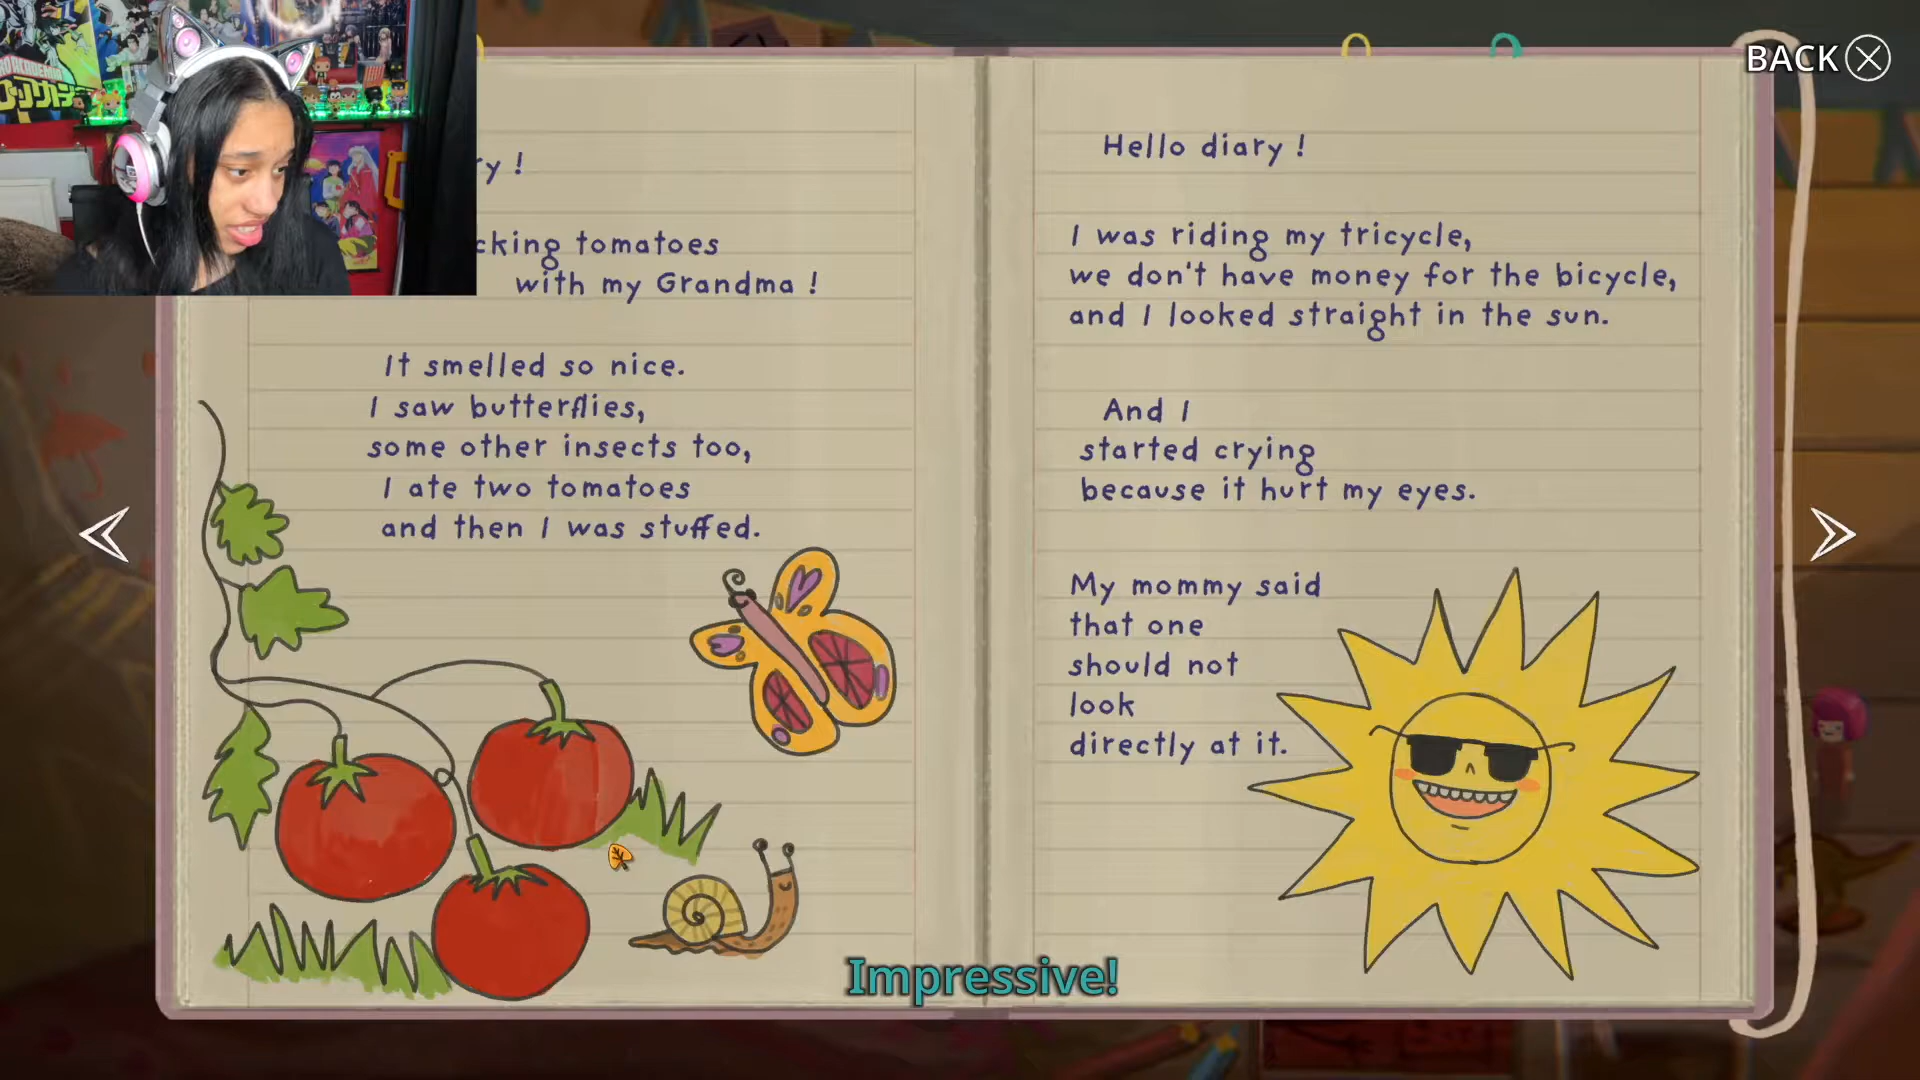 BACK
ry !
cking tomatoes
with my Grandma !
It smelled so nice.
I saw butterflies,
some other insects too,
I ate two tomatoes
and then I was stuffed.
Hello diary !
I was riding my tricycle,
we don't have money for the bicycle,
and I looked straight in the sun.
And I
started crying
because it hurt my eyes.
My mommy said
that one
should not
look
directly at it.
Impressive!